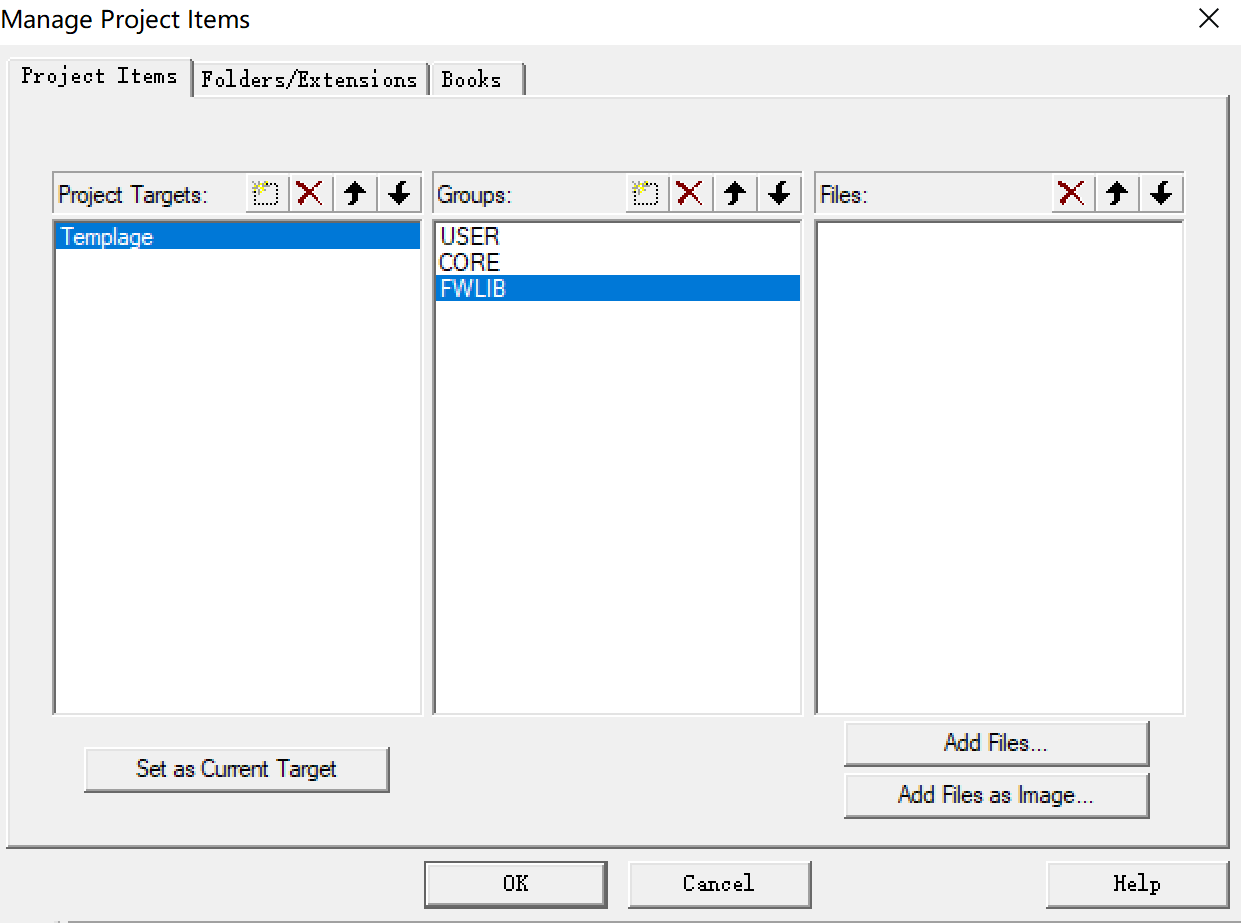 Manage Project Items
Project Items Folders/Extensions Books
Project Targets: Groups: Files:
Templage
USER
CORE
FWLIB
Add Files...
Set as Current Target
Add Files as Image...
OK Cancel Help